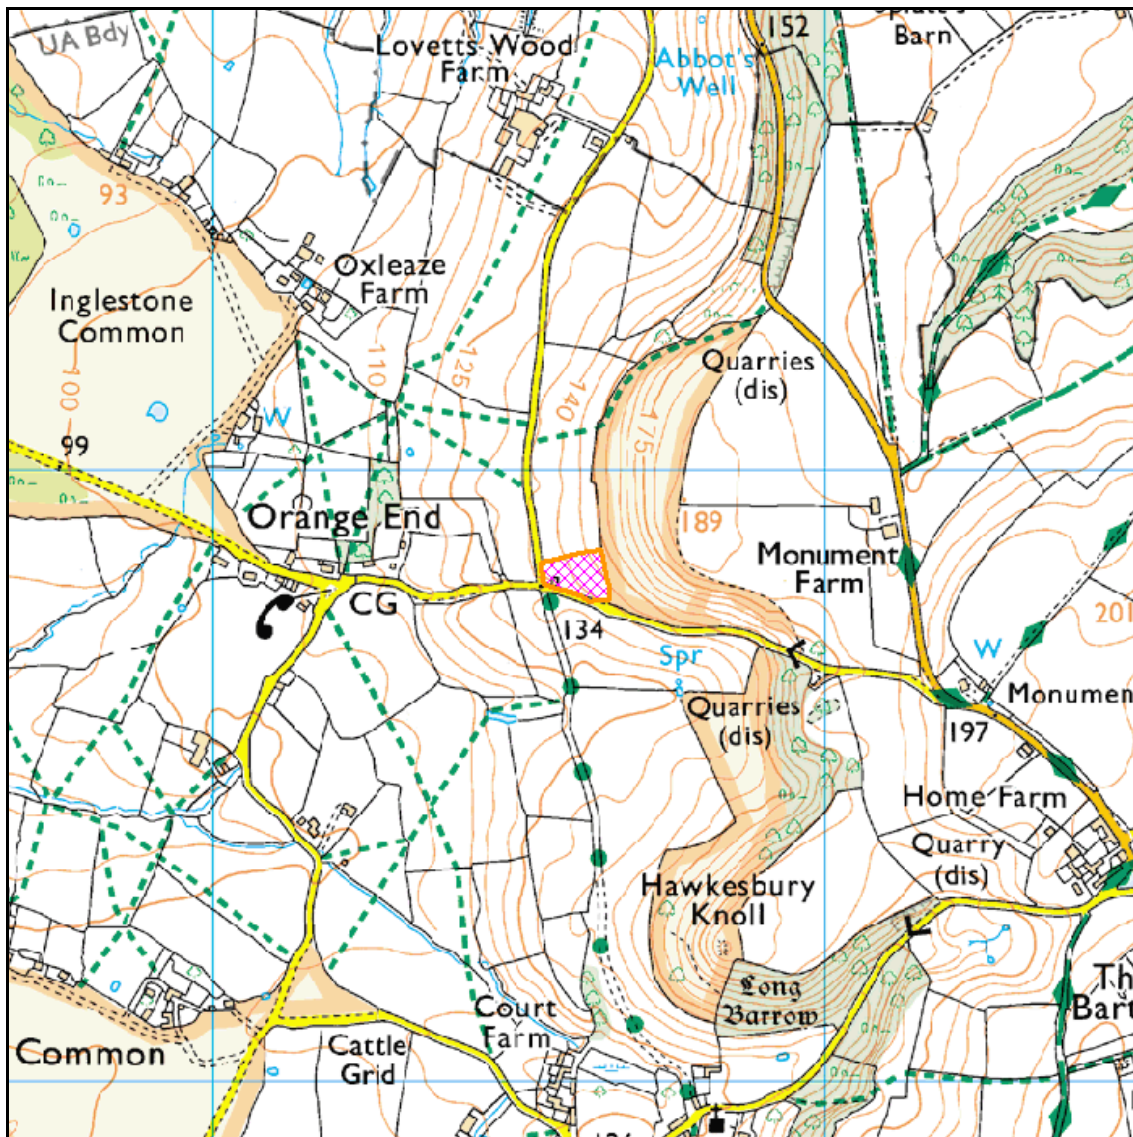 UA Bdy
Lovetts Wood
Farm
152
Barn
Abbot's
Well
93
Oxleaze
Farm
Inglestone
Common
110
125
140
100
Quarries
(dis)
175
W
99
Orange End
189
Monument
Farm
CG
134
201
Spr
W
Monumen
Quarries
(dis)
197
Home Farm
Quarry
(dis)
Hawkesbury
Knoll
Long
Barrow
Th
Bart
Court
Farm
Common
Cattle
Grid